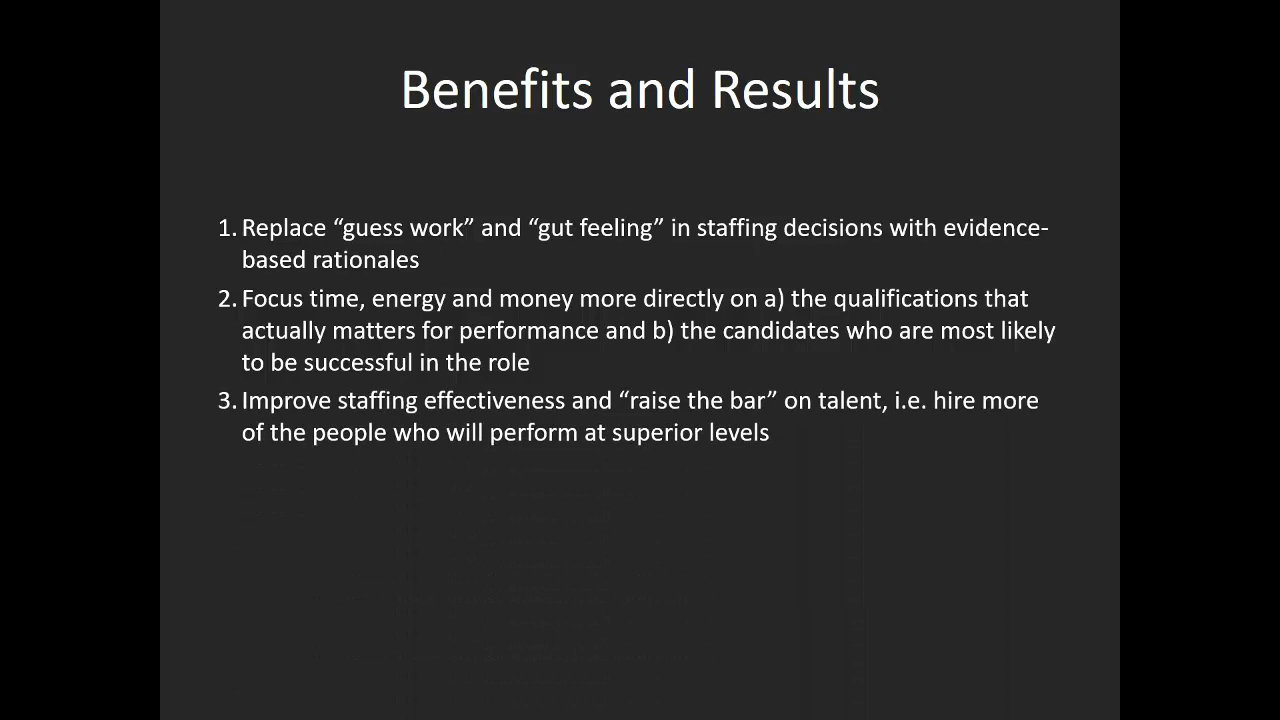 Benefits and Results
1. Replace “guess work” and “gut feeling” in staffing decisions with evidence-
based rationales
2. Focus time, energy and money more directly on a) the qualifications that
actually matters for performance and b) the candidates who are most likely
to be successful in the role
3. Improve staffing effectiveness and “raise the bar” on talent, i.e. hire more
of the people who will perform at superior levels